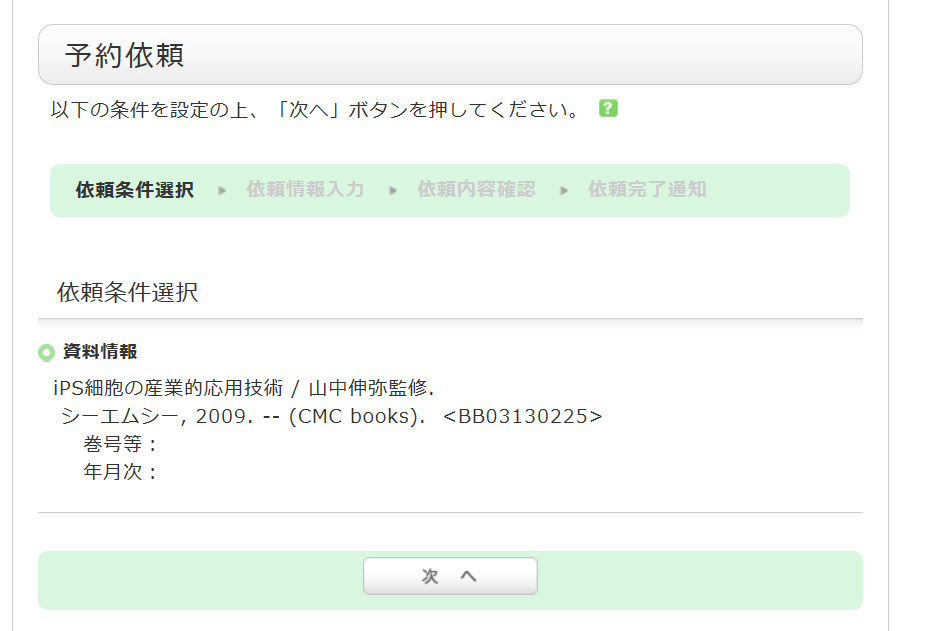 予約依頼
以下の条件を設定の上、「次へ」ボタンを押してください。 ?
依頼条件選択 ▸ 依頼情報入力 ▸ 依頼内容確認 ▸ 依頼完了通知
依頼条件選択
資料情報
iPS細胞の産業的応用技術 / 山中伸弥監修.
シーエムシー, 2009. -- (CMC books). <BB03130225>
巻号等：
年月次：
次 へ